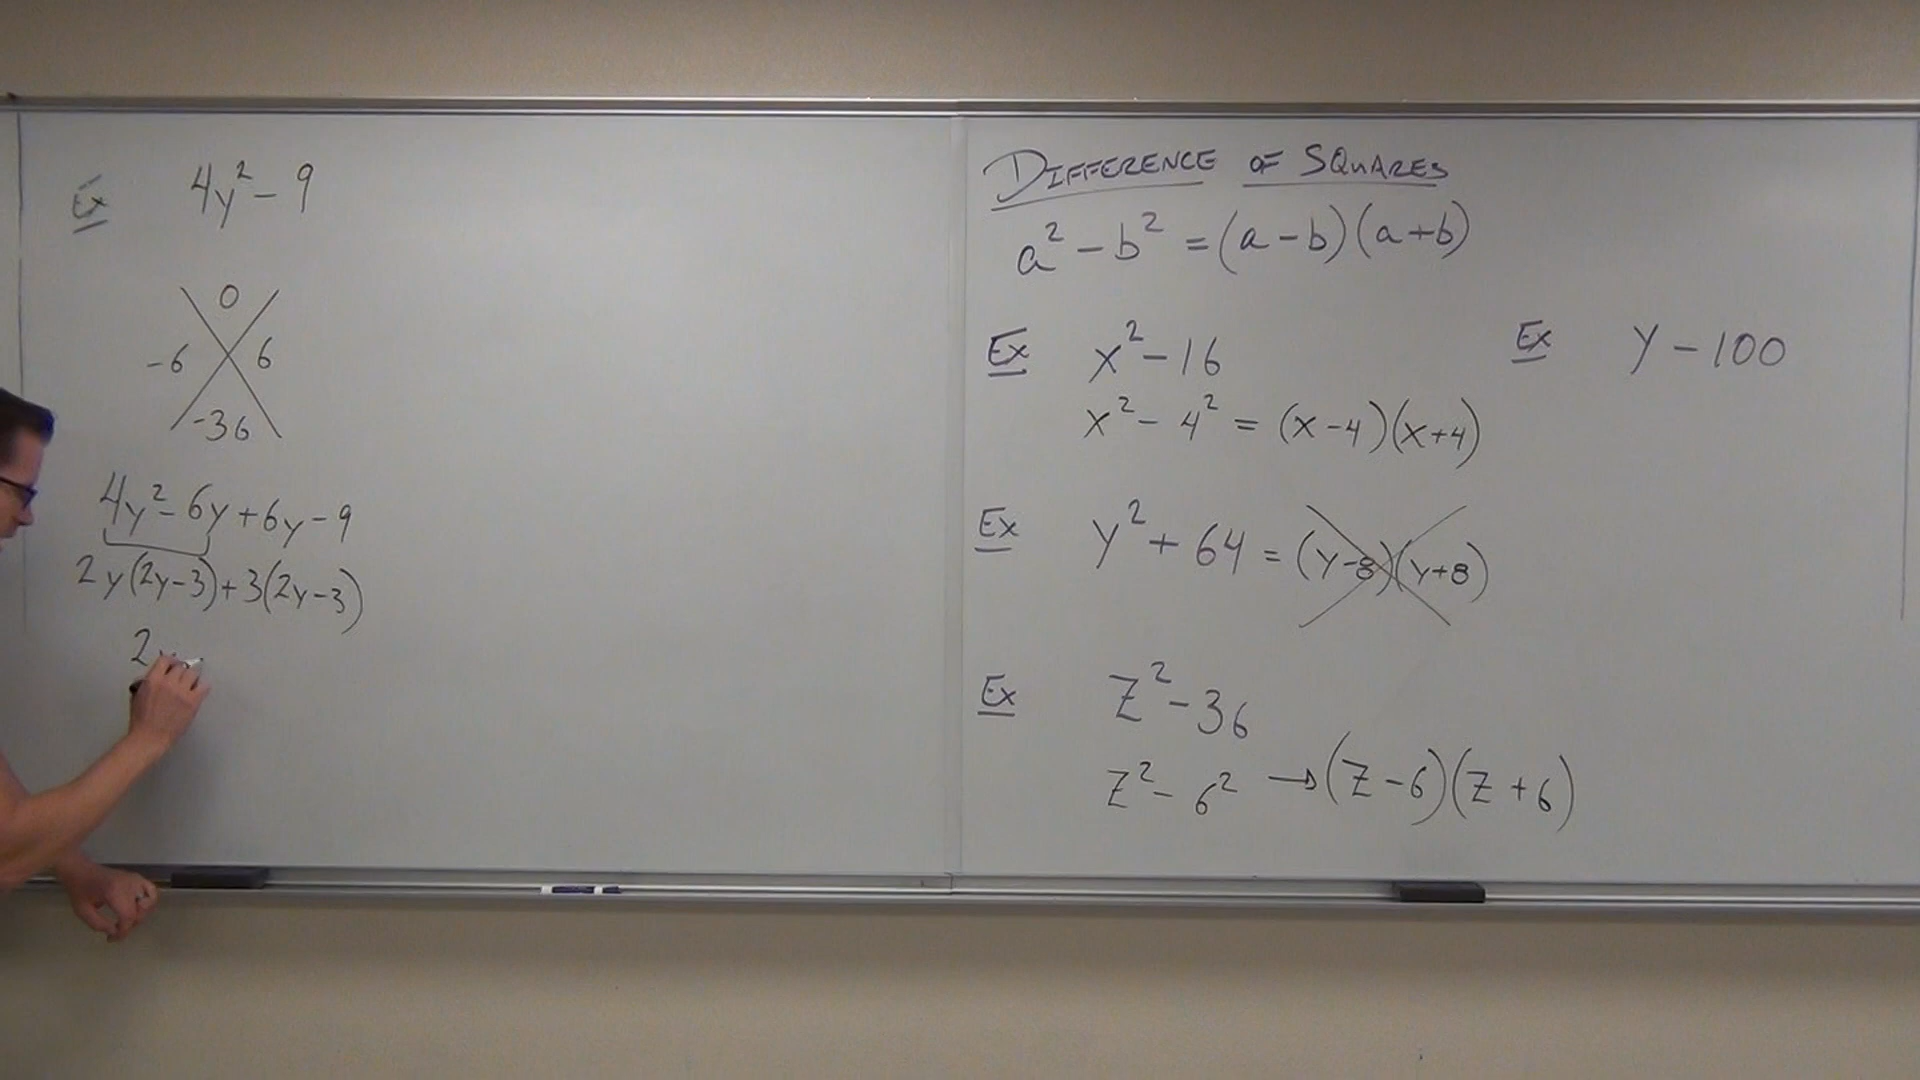 Ex 4y² - 9
0
-6 6
-36
4y² - 6y + 6y - 9
2y(2y-3) + 3(2y-3)
2y
DIFFERENCE OF SQUARES
a² - b² = (a-b)(a+b)
Ex x² - 16
x² - 4² = (x-4)(x+4)
Ex y² + 64 = (y-8)(y+8)
Ex z² - 36
z² - 6² → (z-6)(z+6)
Ex y - 100